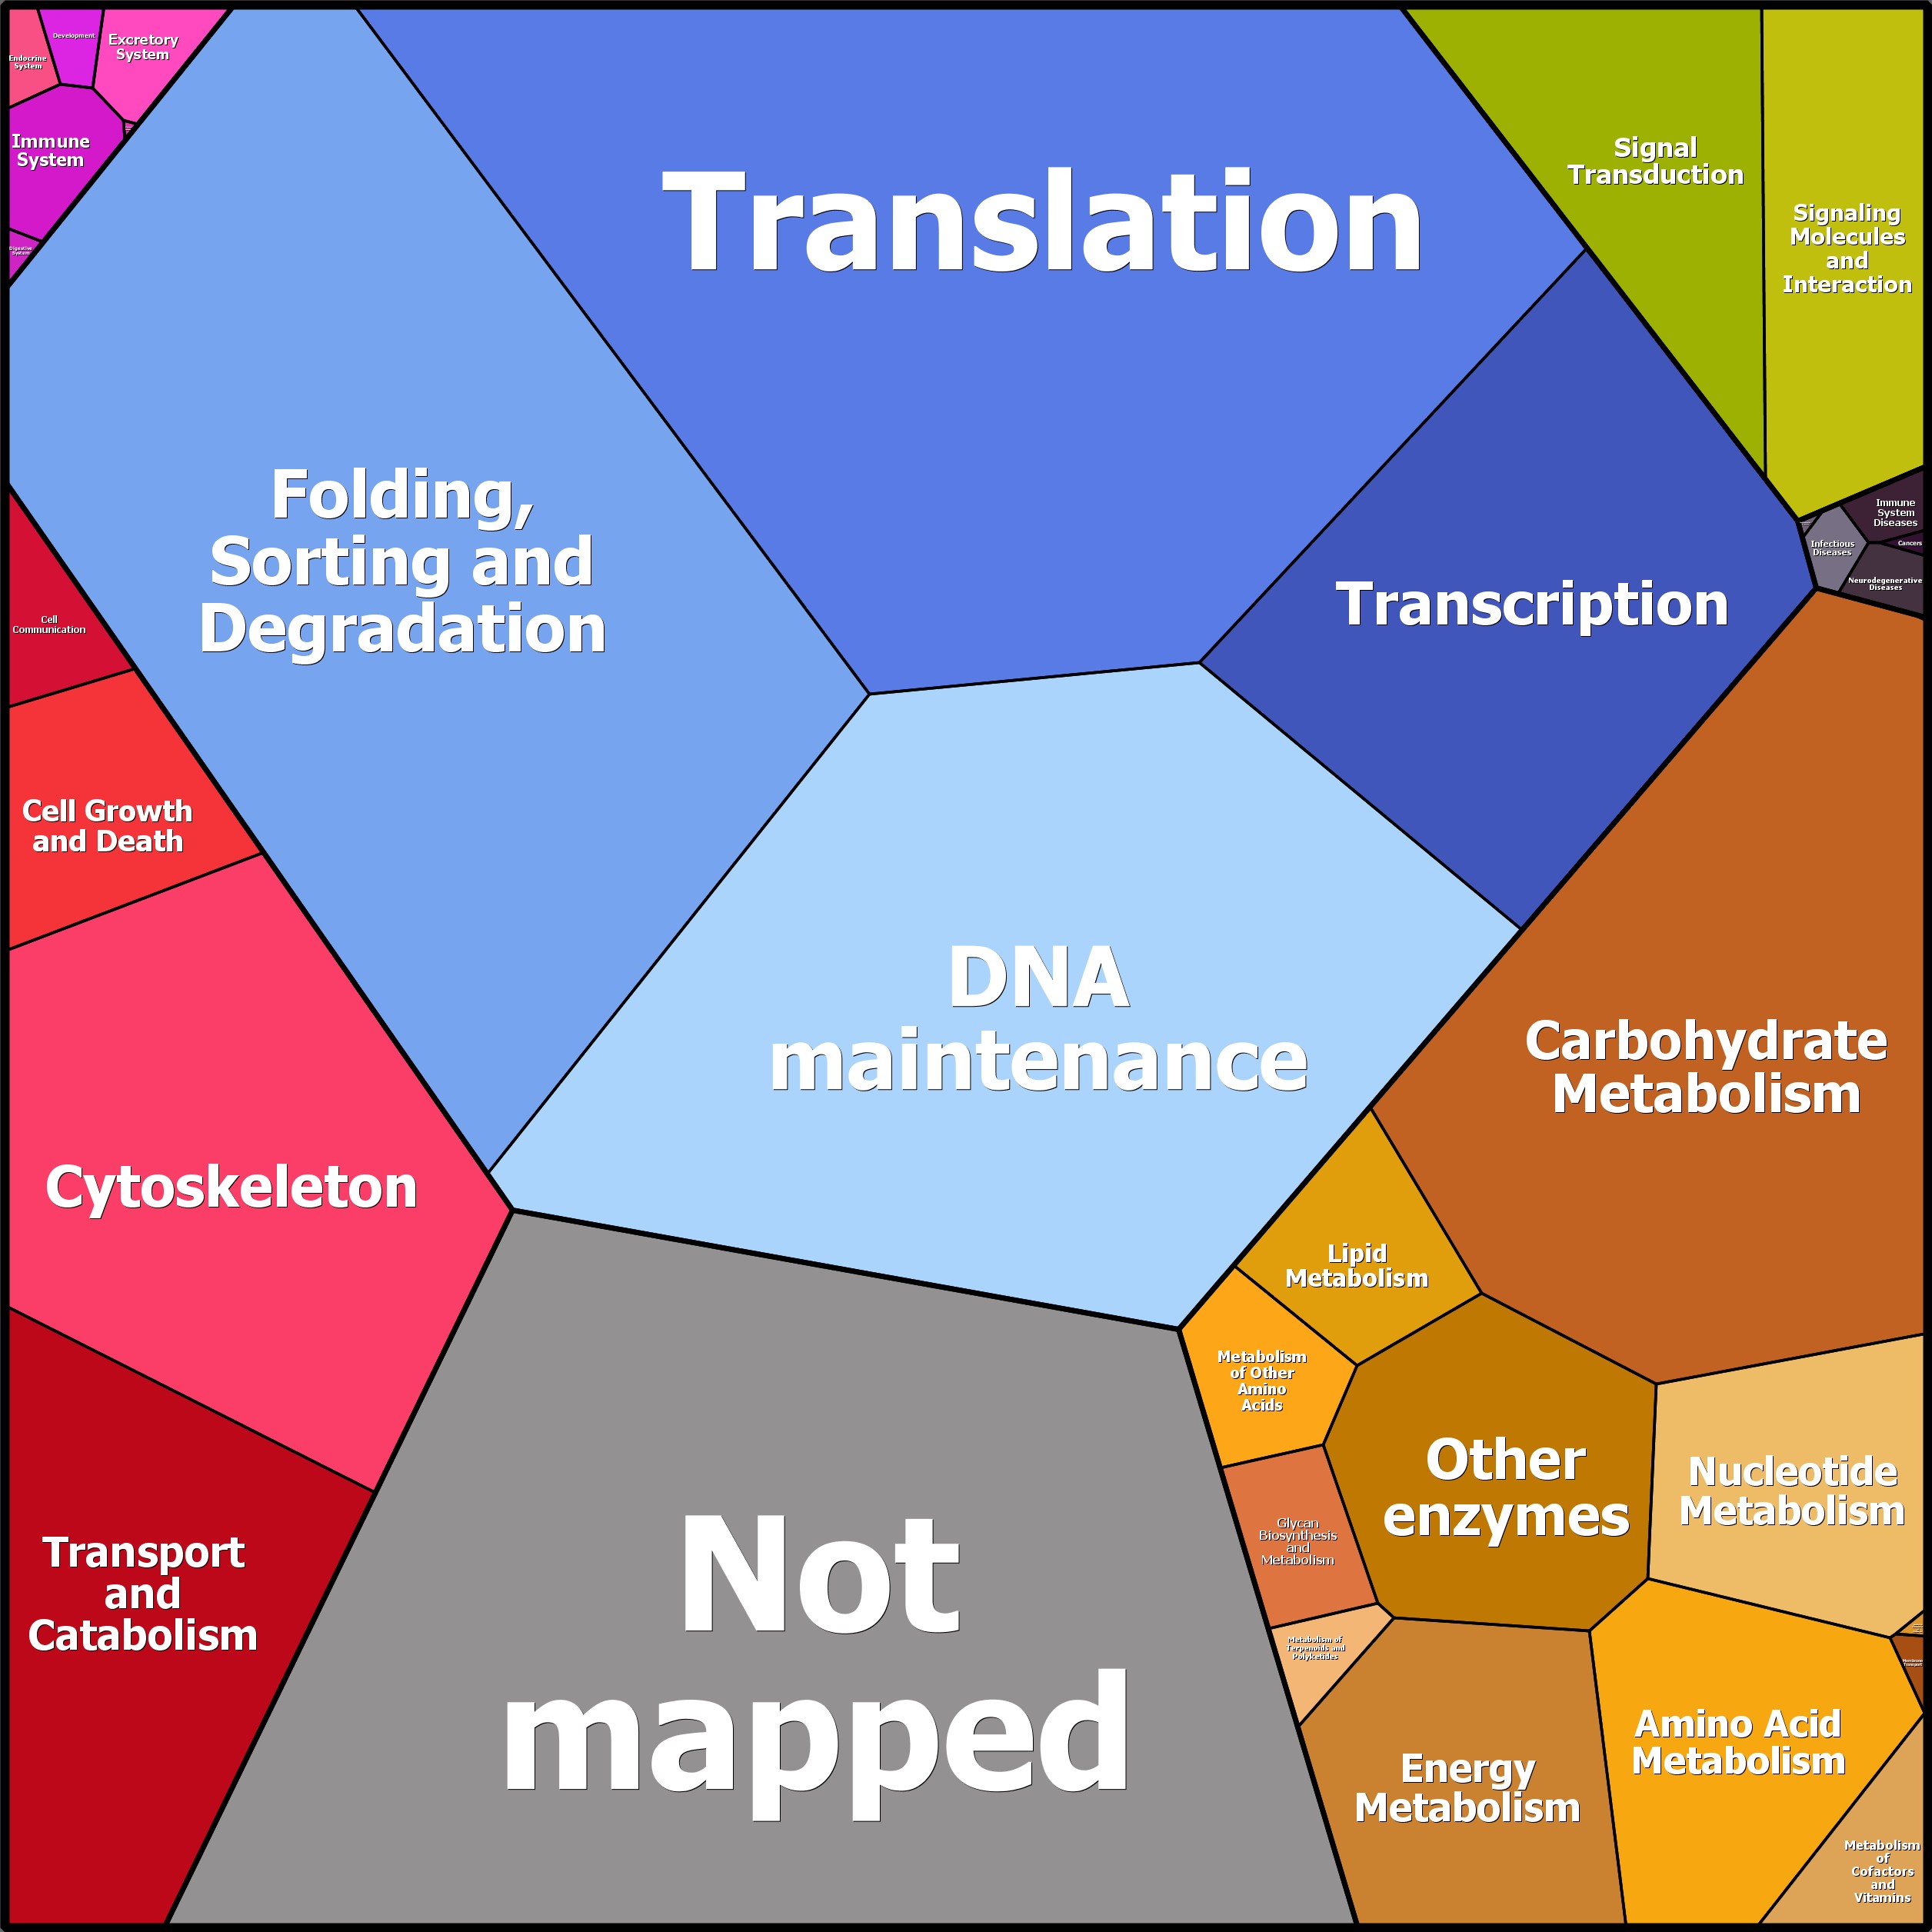 Endocrine
System
Development
Excretory
System
Immune
System
Digestive
System
Translation
Signal
Transduction
Signaling
Molecules
and
Interaction
Folding,
Sorting and
Degradation
Transcription
Immune
System
Diseases
Cancers
Infectious
Diseases
Neurodegenerative
Diseases
Cell
Communication
Cell Growth
and Death
DNA
maintenance
Carbohydrate
Metabolism
Cytoskeleton
Lipid
Metabolism
Metabolism
of Other
Amino
Acids
Other
enzymes
Nucleotide
Metabolism
Glycan
Biosynthesis
and
Metabolism
Transport
and
Catabolism
Not
mapped
Metabolism of
Terpenoids and
Polyketides
Membrane
Transport
Energy
Metabolism
Amino Acid
Metabolism
Metabolism
of
Cofactors
and
Vitamins